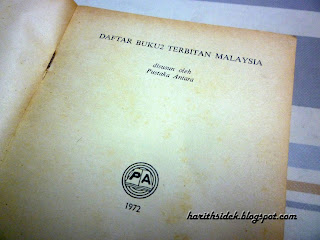 DAFTAR BUKU2 TERBITAN MALAYSIA
disusun oleh
Pustaka Antara
PA
1972
harithsidek.blogspot.com